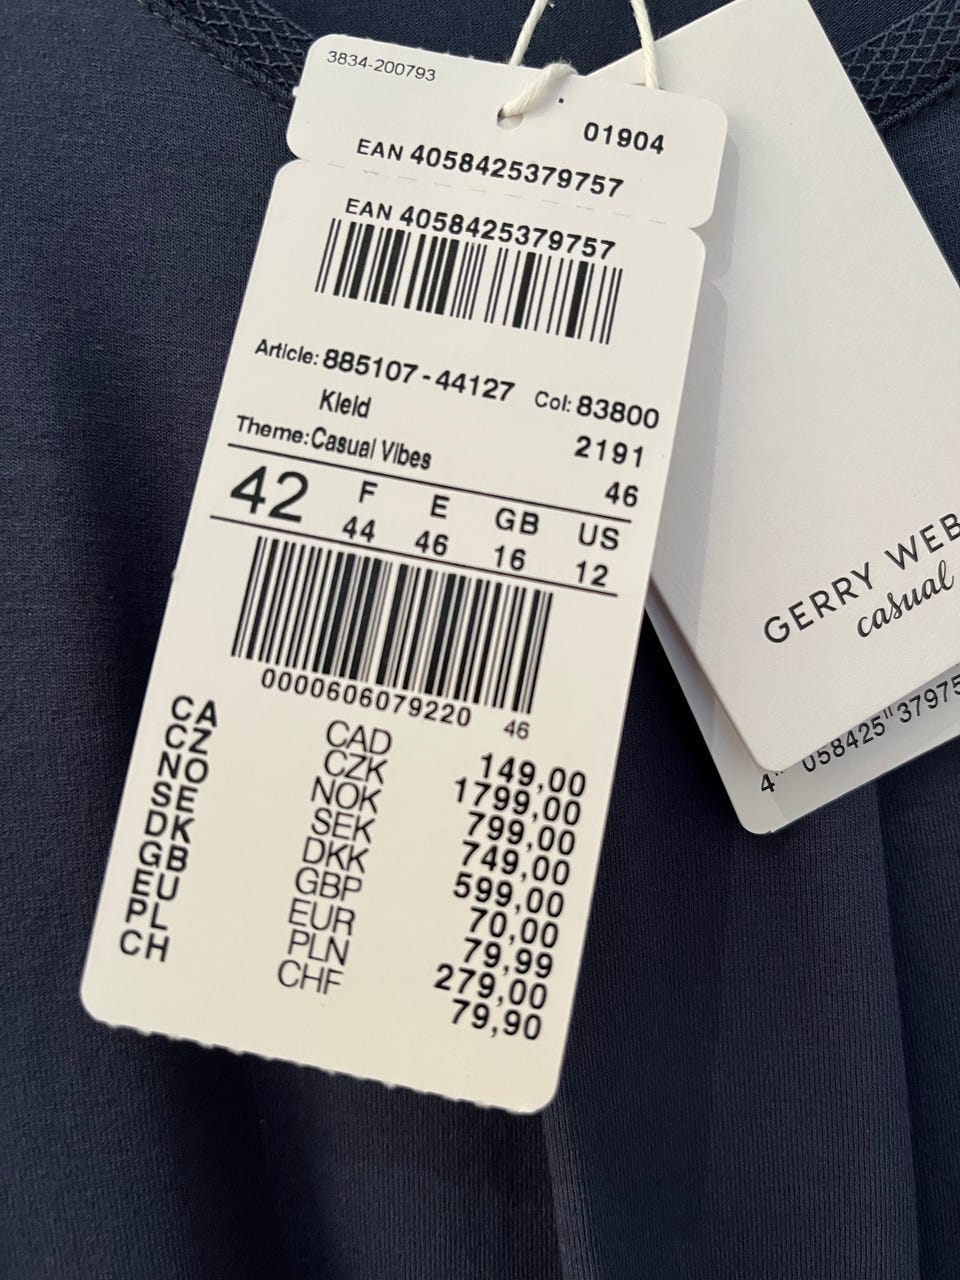 3834-200793
01904
EAN 4058425379757
EAN 4058425379757
Article: 885107-44127 Col: 83800
Kleid 2191
Theme: Casual Vibes 46
42 F E GB US
44 46 16 12
0000606079220 46
CA CAD 149,00
CZ CZK 1799,00
NO NOK 799,00
SE SEK 749,00
DK DKK 599,00
GB GBP 70,00
EU EUR 79,99
PL PLN 279,00
CH CHF 79,90
GERRY WEB
casual
4 058425 37975